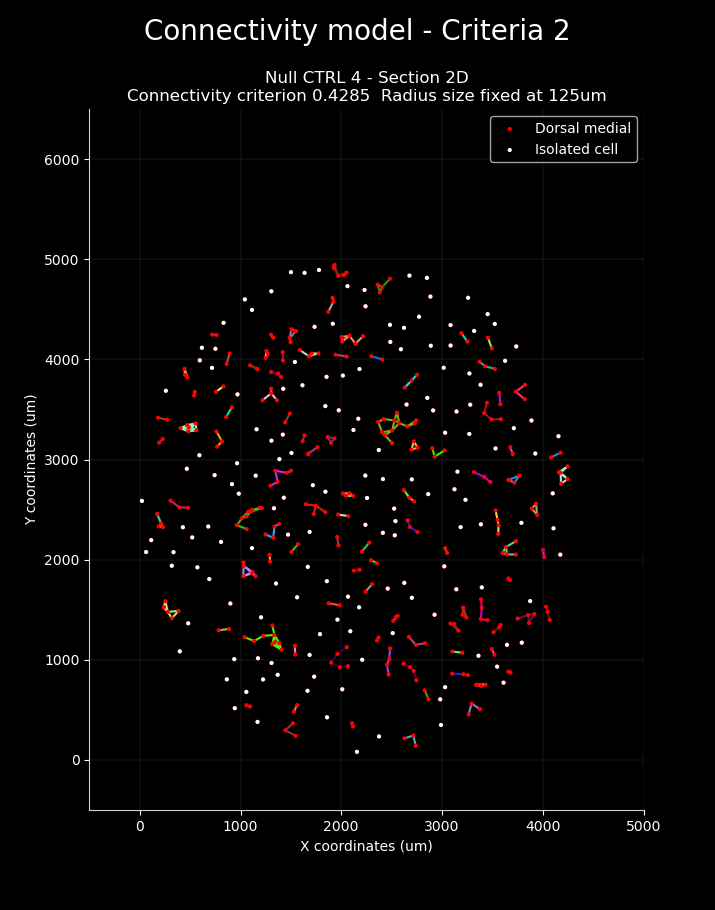 Connectivity model - Criteria 2
Null CTRL 4 - Section 2D
Connectivity criterion 0.4285  Radius size fixed at 125um
Dorsal medial
Isolated cell
6000
5000
4000
3000
2000
1000
0
Y coordinates (um)
0 1000 2000 3000 4000 5000
X coordinates (um)